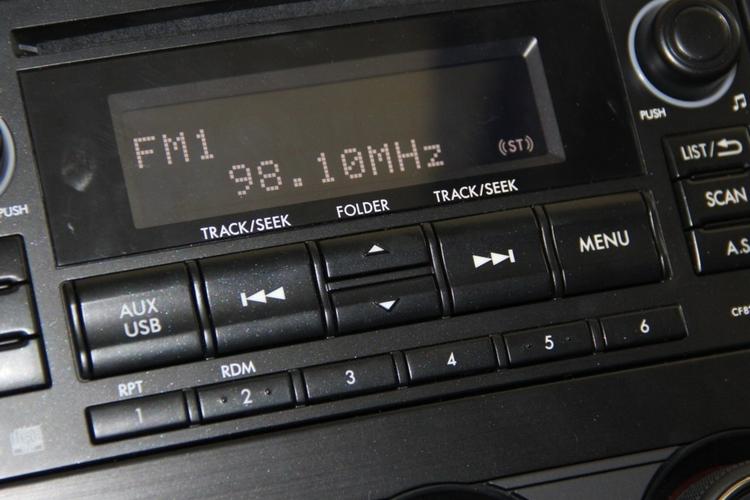 FM1
98.10MHz
(ST)
PUSH
PUSH
LIST/
SCAN
A.S
TRACK/SEEK
FOLDER
TRACK/SEEK
AUX
USB
MENU
RPT
RDM
1
2
3
4
5
6